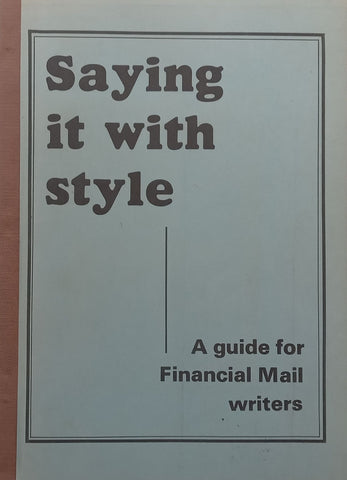 Saying
it with
style
A guide for
Financial Mail
writers